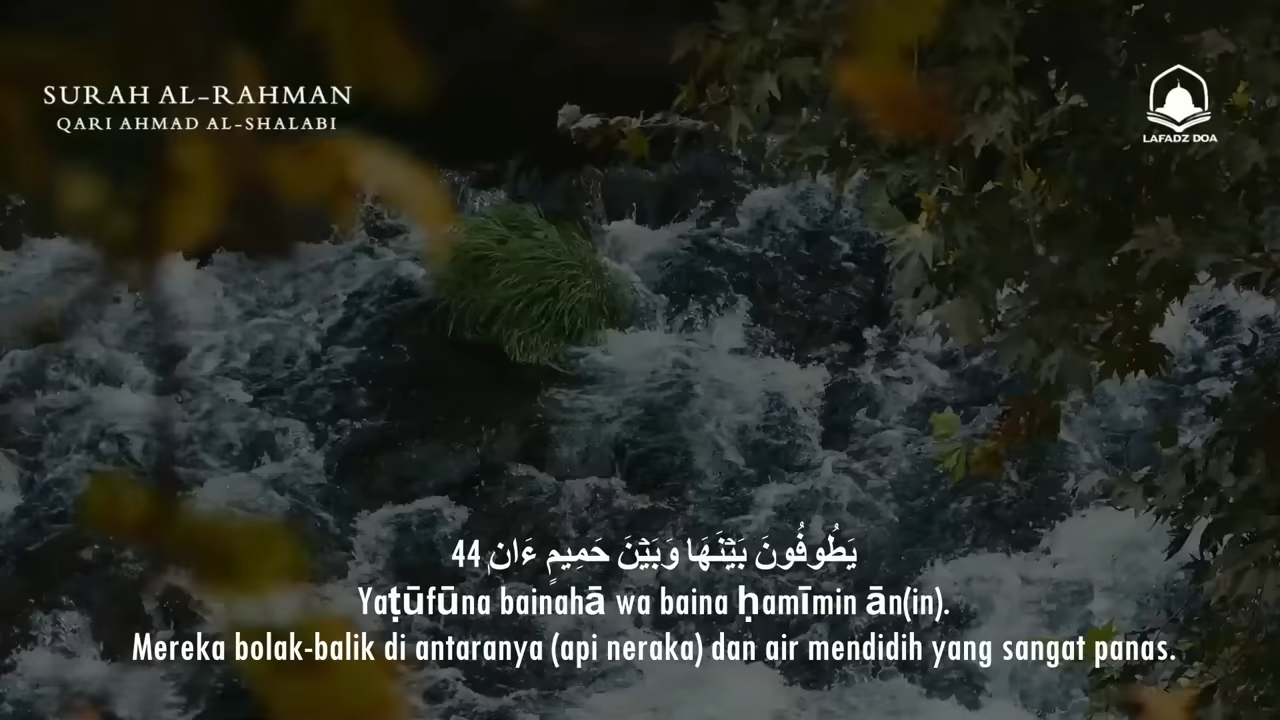 SURAH AL-RAHMAN
QARI AHMAD AL-SHALABI
LAFADZ DOA
يَطُوفُونَ بَيْنَهَا وَبَيْنَ حَمِيمٍ ءَانٍ 44
Yaṭūfūna bainahā wa baina ḥamīmin ān(in).
Mereka bolak-balik di antaranya (api neraka) dan air mendidih yang sangat panas.